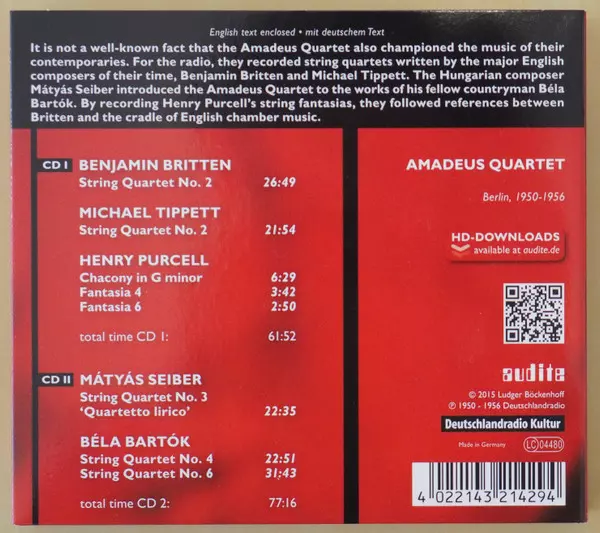 English text enclosed • mit deutschem Text
It is not a well-known fact that the Amadeus Quartet also championed the music of their
contemporaries. For the radio, they recorded string quartets written by the major English
composers of their time, Benjamin Britten and Michael Tippett. The Hungarian composer
Mátyás Seiber introduced the Amadeus Quartet to the works of his fellow countryman Béla
Bartók. By recording Henry Purcell's string fantasias, they followed references between
Britten and the cradle of English chamber music.
CD I BENJAMIN BRITTEN
String Quartet No. 2 26:49
MICHAEL TIPPETT
String Quartet No. 2 21:54
HENRY PURCELL
Chacony in G minor 6:29
Fantasia 4 3:42
Fantasia 6 2:50
total time CD 1: 61:52
CD II MÁTYÁS SEIBER
String Quartet No. 3
‘Quartetto lirico’ 22:35
BÉLA BARTÓK
String Quartet No. 4 22:51
String Quartet No. 6 31:43
total time CD 2: 77:16
AMADEUS QUARTET
Berlin, 1950-1956
HD-DOWNLOADS
available at audite.de
audite
© 2015 Ludger Böckenhoff
℗ 1950 - 1956 Deutschlandradio
Deutschlandradio Kultur
Made in Germany
LC 04480
4 022143 214294